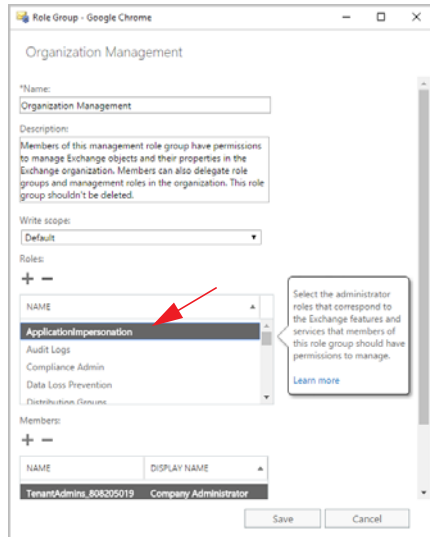 Role Group - Google Chrome
Organization Management
*Name:
Organization Management
Description:
Members of this management role group have permissions
to manage Exchange objects and their properties in the
Exchange organization. Members can also delegate role
groups and management roles in the organization. This role
group shouldn't be deleted.
Write scope:
Default
Roles:
NAME
ApplicationImpersonation
Audit Logs
Compliance Admin
Data Loss Prevention
Distribution Groups
Select the administrator
roles that correspond to
the Exchange features and
services that members of
this role group should have
permissions to manage.
Learn more
Members:
NAME DISPLAY NAME
TenantAdmins_808205019 Company Administrator
Save Cancel